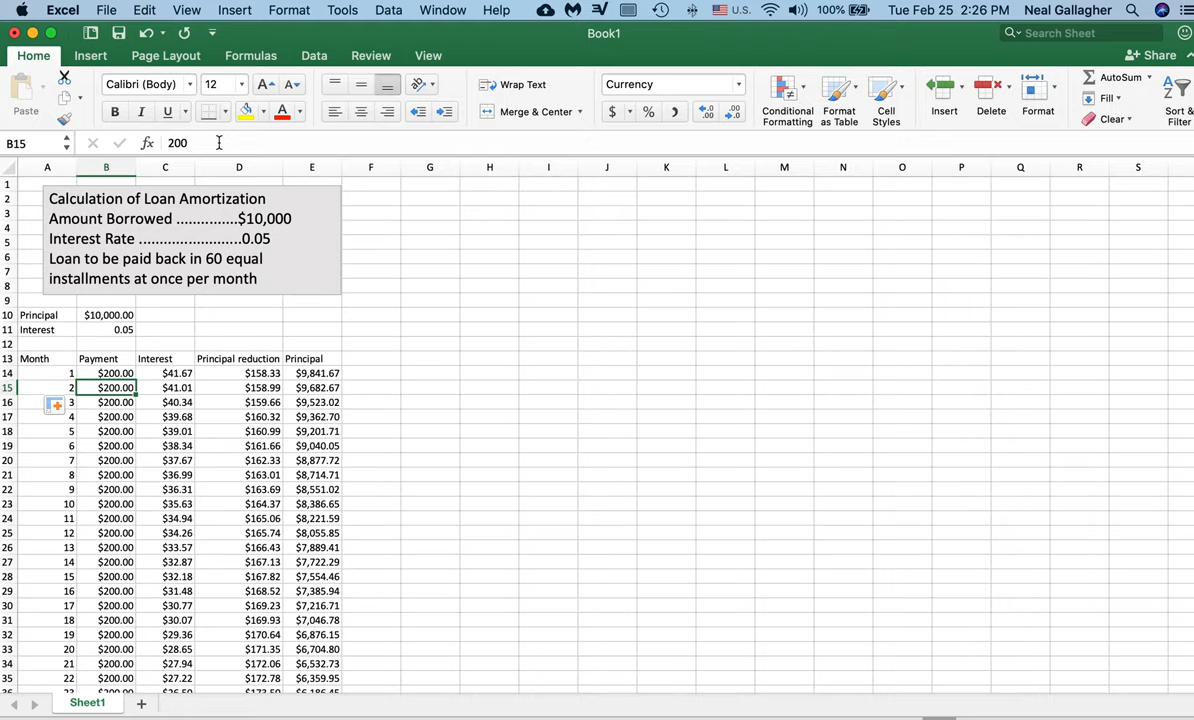 Excel File Edit View Insert Format Tools Data Window Help U.S. 100% Tue Feb 25 2:26 PM Neal Gallagher
Book1
Search Sheet
Home Insert Page Layout Formulas Data Review View
Share
Paste
Calibri (Body) 12
B I U
Wrap Text
Merge & Center
Currency
$ %
Conditional Formatting
Format as Table
Cell Styles
Insert
Delete
Format
AutoSum
Fill
Clear
Sort & Filter
B15 fx 200
A B C D E F G H I J K L M N O P Q R S
1
2
3
4
5
6
7
8
9
Calculation of Loan Amortization
Amount Borrowed ...............$10,000
Interest Rate .........................0.05
Loan to be paid back in 60 equal
installments at once per month
10 Principal $10,000.00
11 Interest 0.05
12
13 Month Payment Interest Principal reduction Principal
14 1 $200.00 $41.67 $158.33 $9,841.67
15 2 $200.00 $41.01 $158.99 $9,682.67
16 3 $200.00 $40.34 $159.66 $9,523.02
17 4 $200.00 $39.68 $160.32 $9,362.70
18 5 $200.00 $39.01 $160.99 $9,201.71
19 6 $200.00 $38.34 $161.66 $9,040.05
20 7 $200.00 $37.67 $162.33 $8,877.72
21 8 $200.00 $36.99 $163.01 $8,714.71
22 9 $200.00 $36.31 $163.69 $8,551.02
23 10 $200.00 $35.63 $164.37 $8,386.65
24 11 $200.00 $34.94 $165.06 $8,221.59
25 12 $200.00 $34.26 $165.74 $8,055.85
26 13 $200.00 $33.57 $166.43 $7,889.41
27 14 $200.00 $32.87 $167.13 $7,722.29
28 15 $200.00 $32.18 $167.82 $7,554.46
29 16 $200.00 $31.48 $168.52 $7,385.94
30 17 $200.00 $30.77 $169.23 $7,216.71
31 18 $200.00 $30.07 $169.93 $7,046.78
32 19 $200.00 $29.36 $170.64 $6,876.15
33 20 $200.00 $28.65 $171.35 $6,704.80
34 21 $200.00 $27.94 $172.06 $6,532.73
35 22 $200.00 $27.22 $172.78 $6,359.95
Sheet1